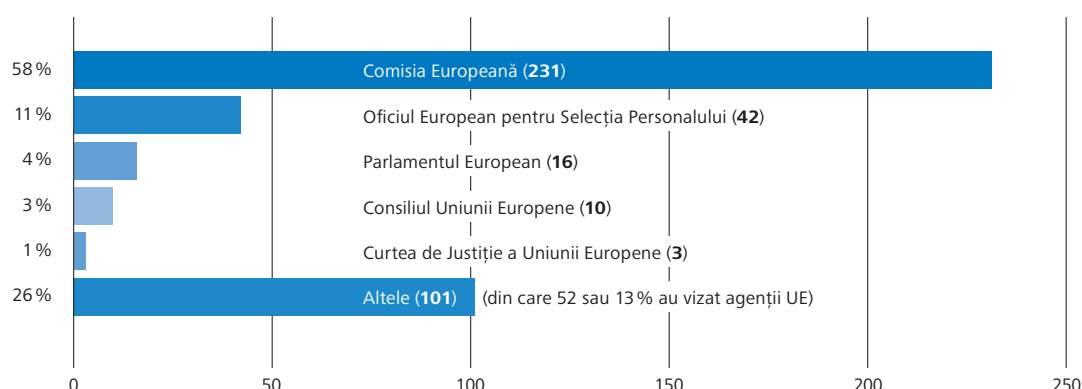 58 % Comisia Europeană (231)
11 % Oficiul European pentru Selecția Personalului (42)
4 % Parlamentul European (16)
3 % Consiliul Uniunii Europene (10)
1 % Curtea de Justiție a Uniunii Europene (3)
26 % Altele (101) (din care 52 sau 13 % au vizat agenții UE)
0 50 100 150 200 250